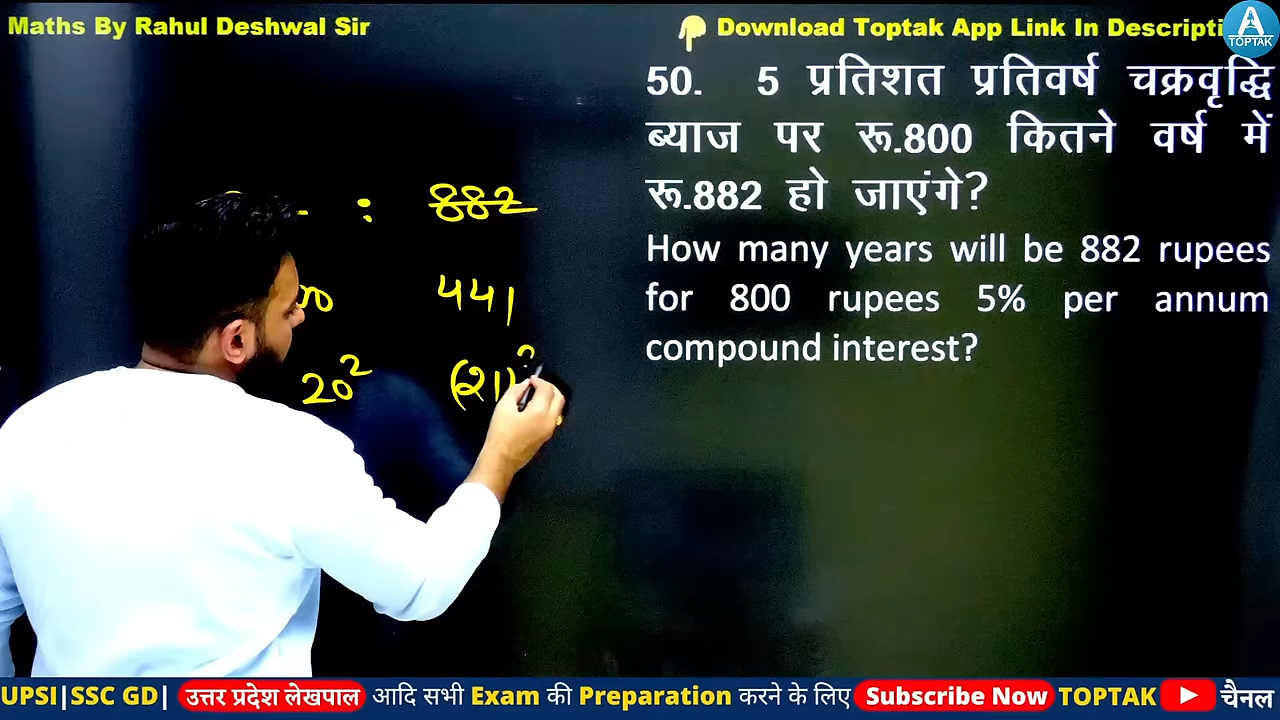 Maths By Rahul Deshwal Sir
Download Toptak App Link In Descripti
TOPTAK
50. 5 प्रतिशत प्रतिवर्ष चक्रवृद्धि
ब्याज पर रू.800 कितने वर्ष में
रू.882 हो जाएंगे?
How many years will be 882 rupees
for 800 rupees 5% per annum
compound interest?
: 882
441
20² (21)²
UPSI|SSC GD| उत्तर प्रदेश लेखपाल आदि सभी Exam की Preparation करने के लिए Subscribe Now TOPTAK चैनल